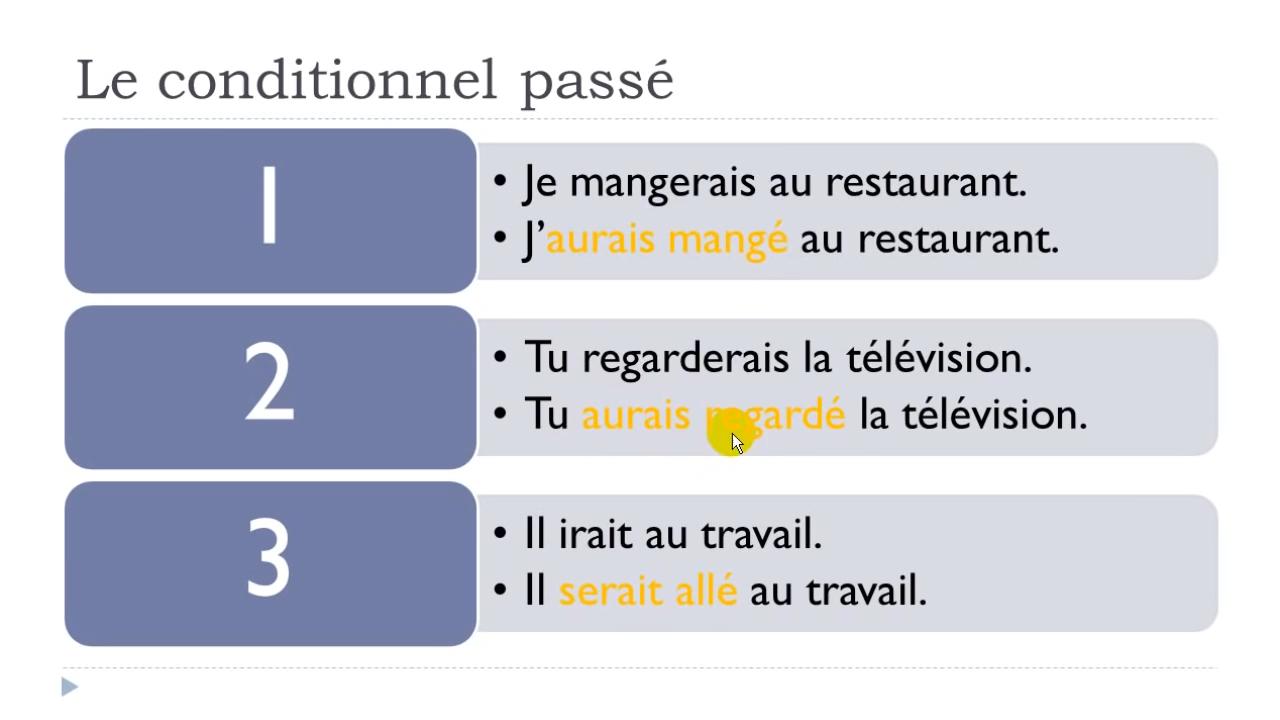 Le conditionnel passé
1
• Je mangerais au restaurant.
• J’aurais mangé au restaurant.
2
• Tu regarderais la télévision.
• Tu aurais regardé la télévision.
3
• Il irait au travail.
• Il serait allé au travail.